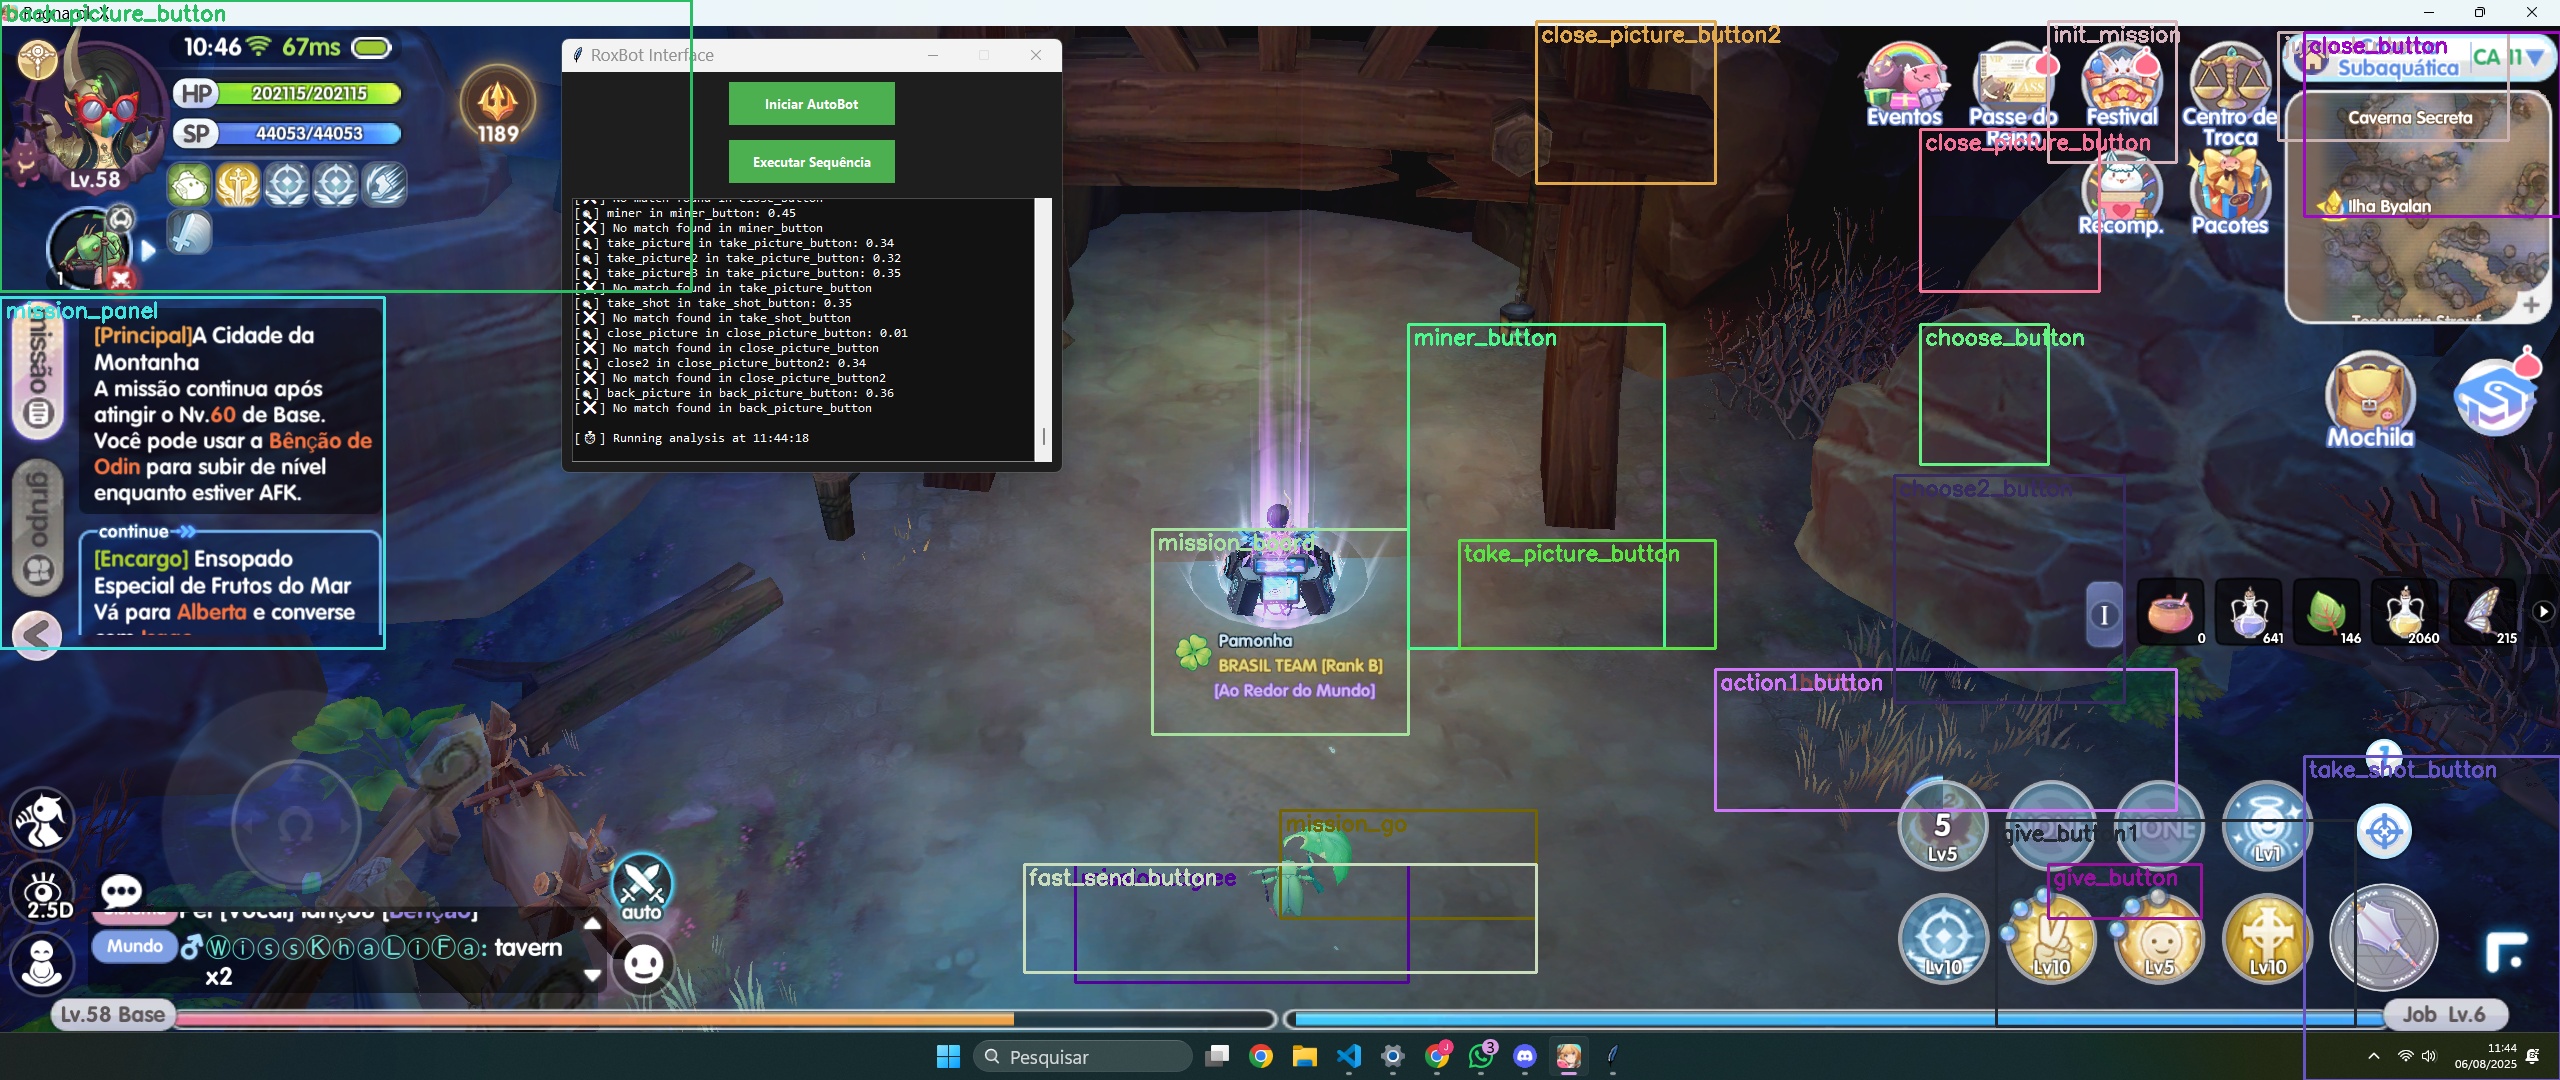 Ragnarok X
back_picture_button
10:46
67ms
HP
202115/202115
SP
44053/44053
1189
Lv.58
1
RoxBot Interface
Iniciar AutoBot
Executar Sequência
[🔍] miner in miner_button: 0.45
[❌] No match found in miner_button
[🔍] take_picture in take_picture_button: 0.34
[🔍] take_picture2 in take_picture_button: 0.32
[🔍] take_picture3 in take_picture_button: 0.35
[❌] No match found in take_picture_button
[🔍] take_shot in take_shot_button: 0.35
[❌] No match found in take_shot_button
[🔍] close_picture in close_picture_button: 0.01
[❌] No match found in close_picture_button
[🔍] close2 in close_picture_button2: 0.34
[❌] No match found in close_picture_button2
[🔍] back_picture in back_picture_button: 0.36
[❌] No match found in back_picture_button
[⏱] Running analysis at 11:44:18
close_picture_button2
init_mission
close_button
Subaquática
CA 11
Eventos
Passe do
Reino
Festival
Centro de
Troca
close_picture_button
Recomp.
Pacotes
Caverna Secreta
Ilha Byalan
mission_panel
missão
grupo
[Principal]A Cidade da
Montanha
A missão continua após
atingir o Nv.60 de Base.
Você pode usar a Bênção de
Odin para subir de nível
enquanto estiver AFK.
continue
[Encargo] Ensopado
Especial de Frutos do Mar
Vá para Alberta e converse
miner_button
choose_button
Mochila
choose2_button
mission_board
take_picture_button
Pamonha
BRASIL TEAM [Rank B]
[Ao Redor do Mundo]
I
0
641
146
2060
215
action1_button
take_shot_button
mission_go
5
Lv5
give_button1
Lv1
fast_send_button
give_button
Lv10
Lv10
Lv5
Lv10
2.5D
auto
Mundo
ⓌⓘⓢⓢⓀⓗⓐⓁⓘⒻⓐ: tavern
x2
Lv.58 Base
Job Lv.6
Pesquisar
3
11:44
06/08/2025